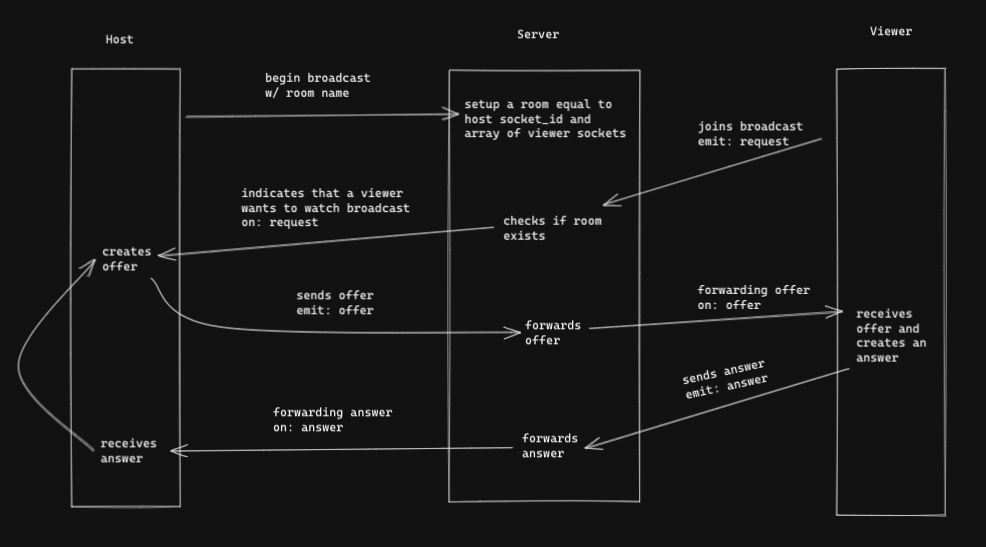 Host
Server
Viewer
begin broadcast
w/ room name
setup a room equal to
host socket_id and
array of viewer sockets
joins broadcast
emit: request
indicates that a viewer
wants to watch broadcast
on: request
checks if room
exists
creates
offer
sends offer
emit: offer
forwards
offer
forwarding offer
on: offer
receives
offer and
creates an
answer
sends answer
emit: answer
forwarding answer
on: answer
forwards
answer
receives
answer